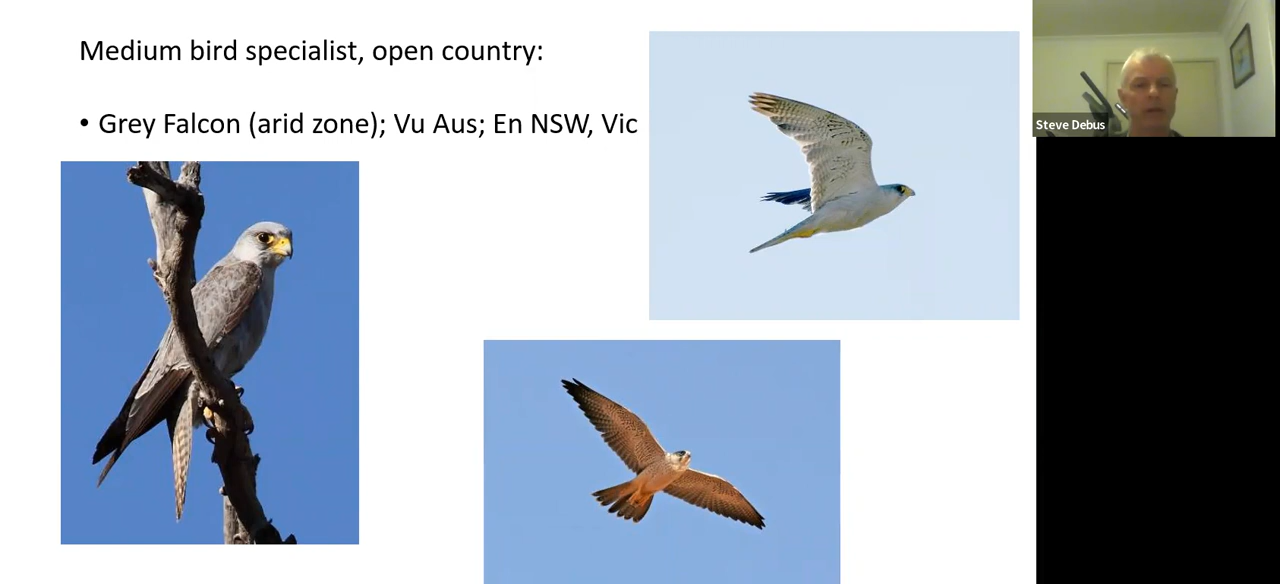 Medium bird specialist, open country:
• Grey Falcon (arid zone); Vu Aus; En NSW, Vic
Steve Debus